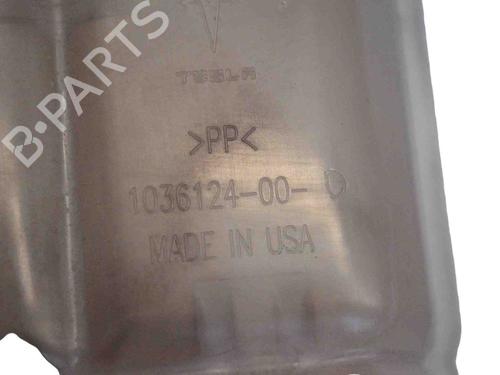 B-PARTS
TESLA
>PP<
1036124-00- D
MADE IN USA